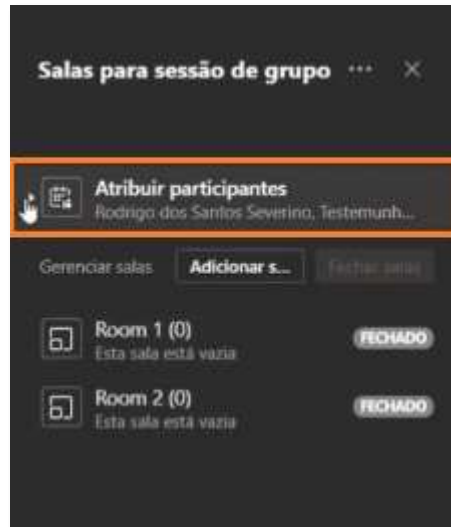 Salas para sessão de grupo ...
Atribuir participantes
Rodrigo dos Santos Severino, Testemunh...
Gerenciar salas Adicionar s... Fechar salas
Room 1 (0) FECHADO
Esta sala está vazia
Room 2 (0) FECHADO
Esta sala está vazia